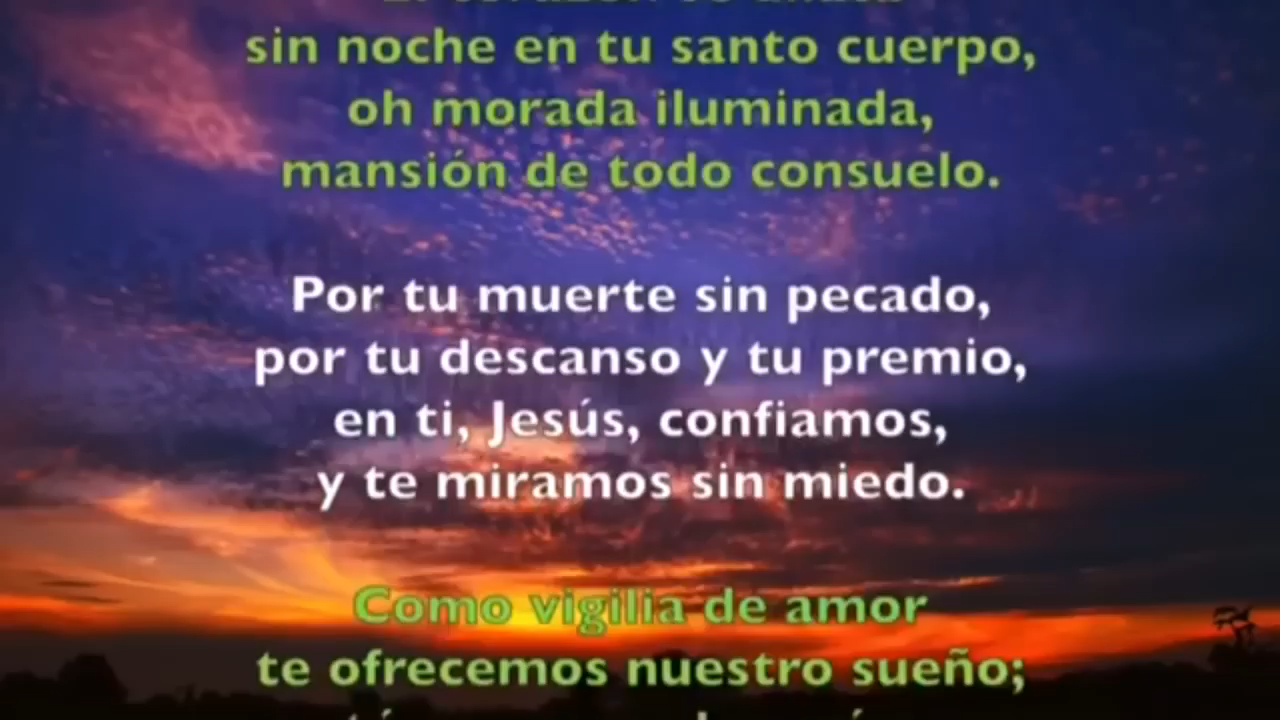 sin noche en tu santo cuerpo,
oh morada iluminada,
mansión de todo consuelo.
Por tu muerte sin pecado,
por tu descanso y tu premio,
en ti, Jesús, confiamos,
y te miramos sin miedo.
Como vigilia de amor
te ofrecemos nuestro sueño;